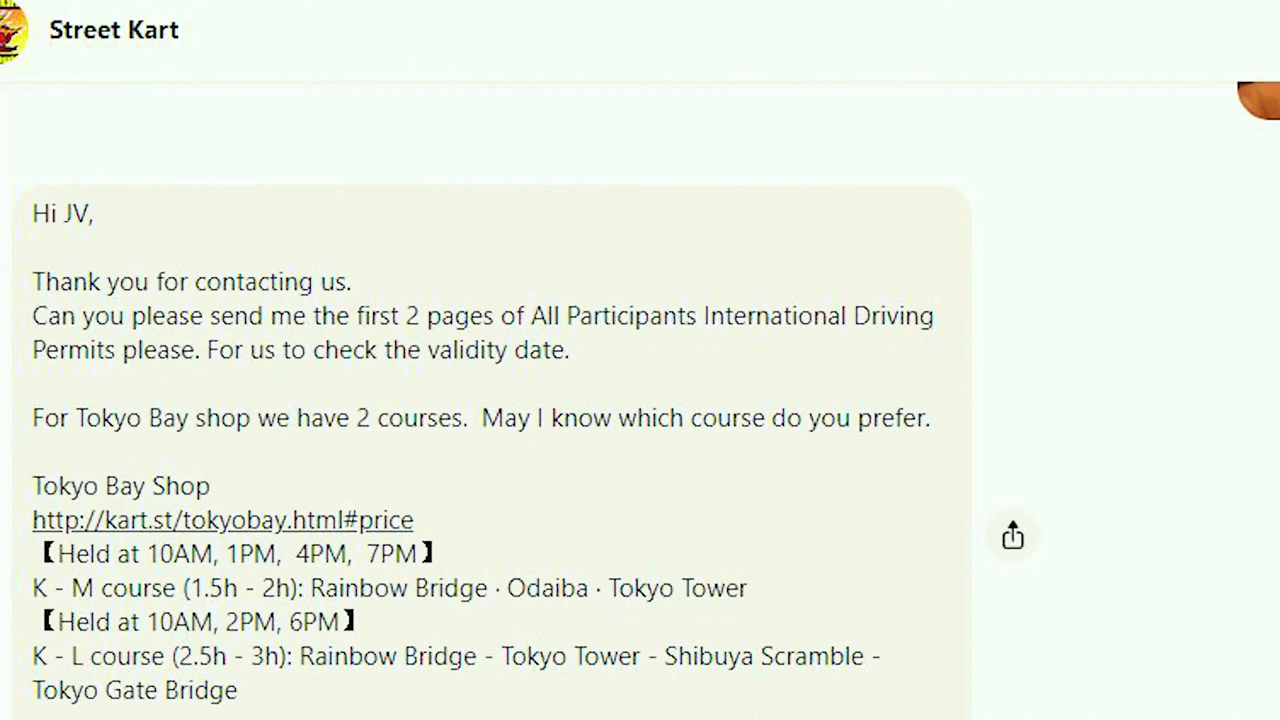 Street Kart
Hi JV,
Thank you for contacting us.
Can you please send me the first 2 pages of All Participants International Driving
Permits please. For us to check the validity date.
For Tokyo Bay shop we have 2 courses.  May I know which course do you prefer.
Tokyo Bay Shop
http://kart.st/tokyobay.html#price
【Held at 10AM, 1PM,  4PM,  7PM】
K - M course (1.5h - 2h): Rainbow Bridge · Odaiba · Tokyo Tower
【Held at 10AM, 2PM, 6PM】
K - L course (2.5h - 3h): Rainbow Bridge - Tokyo Tower - Shibuya Scramble -
Tokyo Gate Bridge